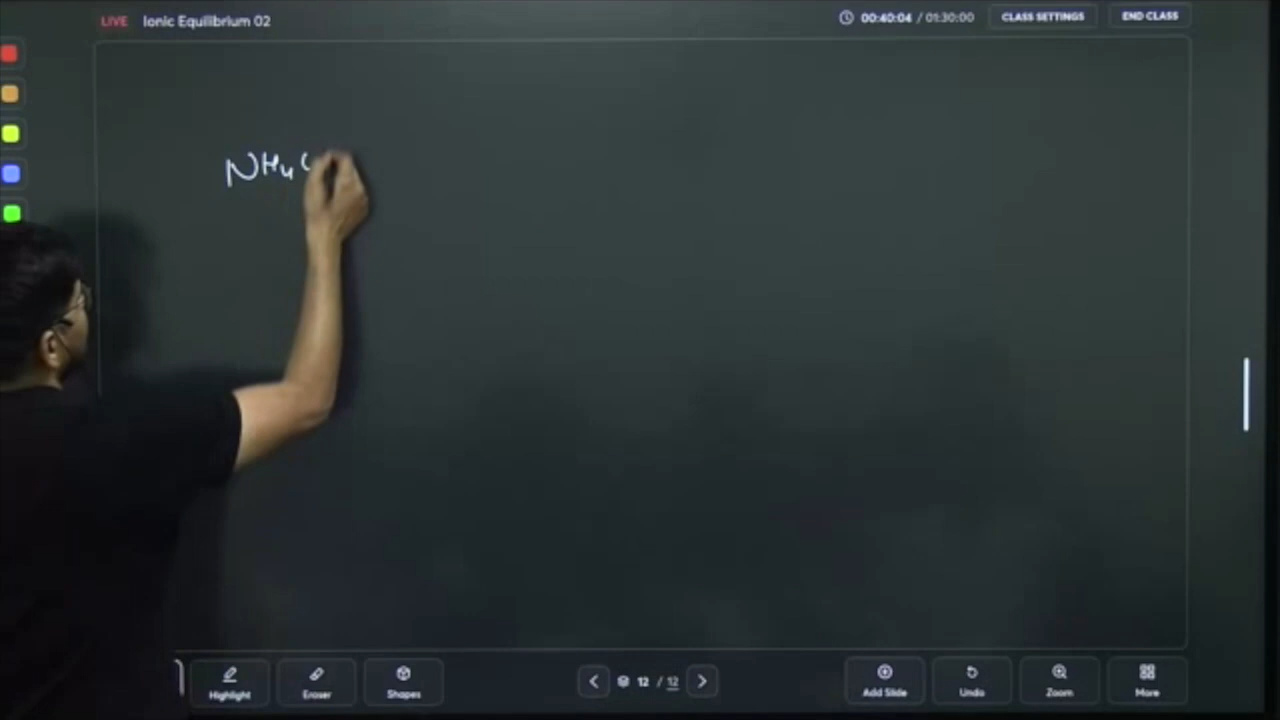 LIVE Ionic Equilibrium 02 00:40:04 / 01:30:00 CLASS SETTINGS END CLASS
NH4
Highlight Eraser Shapes 12 / 12 Add Slide Undo Zoom More